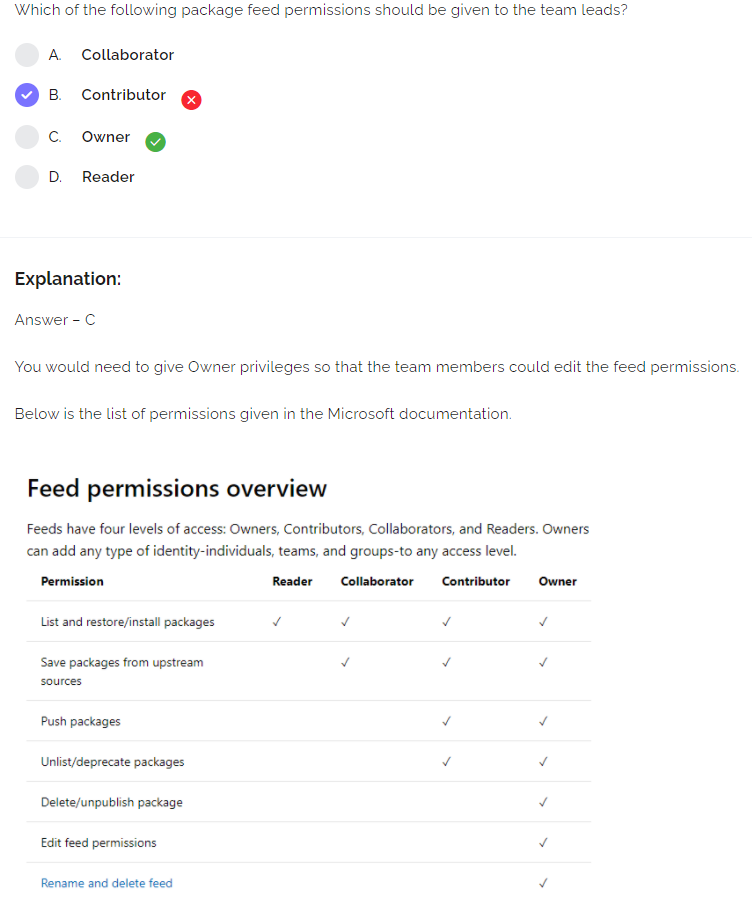 Which of the following package feed permissions should be given to the team leads?
A. Collaborator
B. Contributor
C. Owner
D. Reader
Explanation:
Answer – C
You would need to give Owner privileges so that the team members could edit the feed permissions.
Below is the list of permissions given in the Microsoft documentation.
Feed permissions overview
Feeds have four levels of access: Owners, Contributors, Collaborators, and Readers. Owners
can add any type of identity-individuals, teams, and groups-to any access level.
Permission Reader Collaborator Contributor Owner
List and restore/install packages ✓ ✓ ✓ ✓
Save packages from upstream ✓ ✓ ✓
sources
Push packages ✓ ✓
Unlist/deprecate packages ✓ ✓
Delete/unpublish package ✓
Edit feed permissions ✓
Rename and delete feed ✓